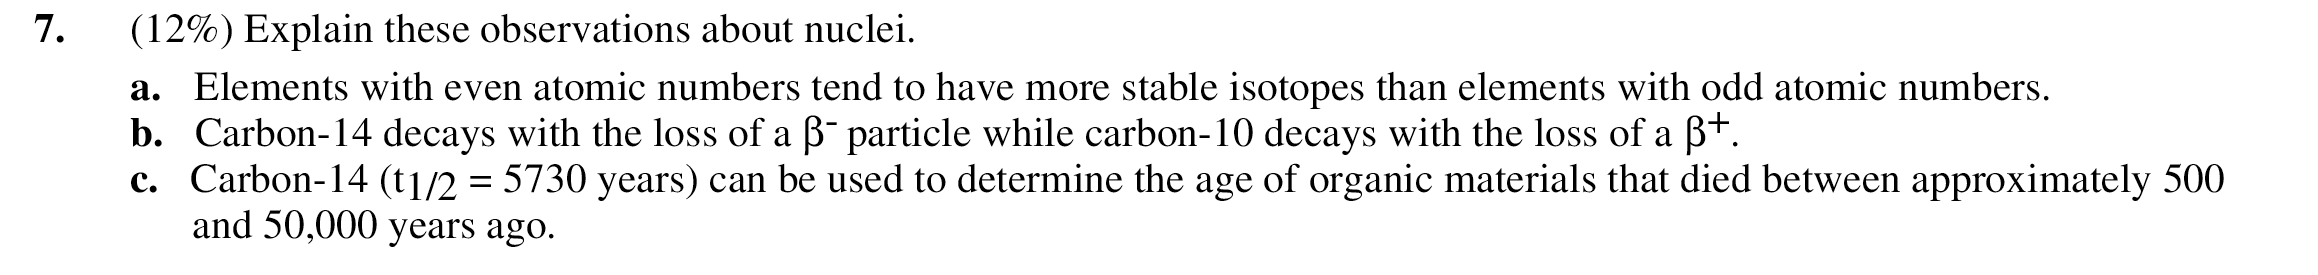 7. (12%) Explain these observations about nuclei.
a. Elements with even atomic numbers tend to have more stable isotopes than elements with odd atomic numbers.
b. Carbon-14 decays with the loss of a β- particle while carbon-10 decays with the loss of a β+.
c. Carbon-14 (t1/2 = 5730 years) can be used to determine the age of organic materials that died between approximately 500
and 50,000 years ago.